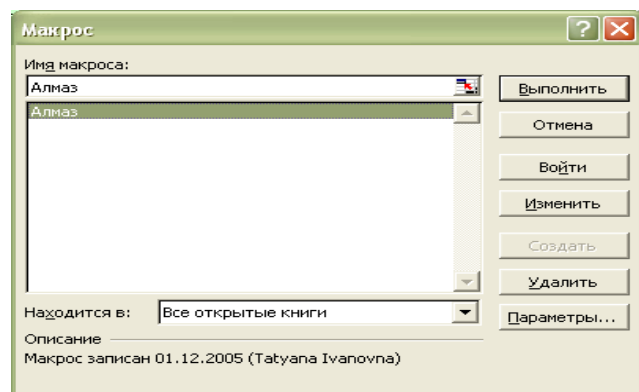 Макрос
Имя макроса:
Алмаз
Алмаз
Выполнить
Отмена
Войти
Изменить
Создать
Удалить
Параметры...
Находится в:
Все открытые книги
Описание
Макрос записан 01.12.2005 (Tatyana Ivanovna)